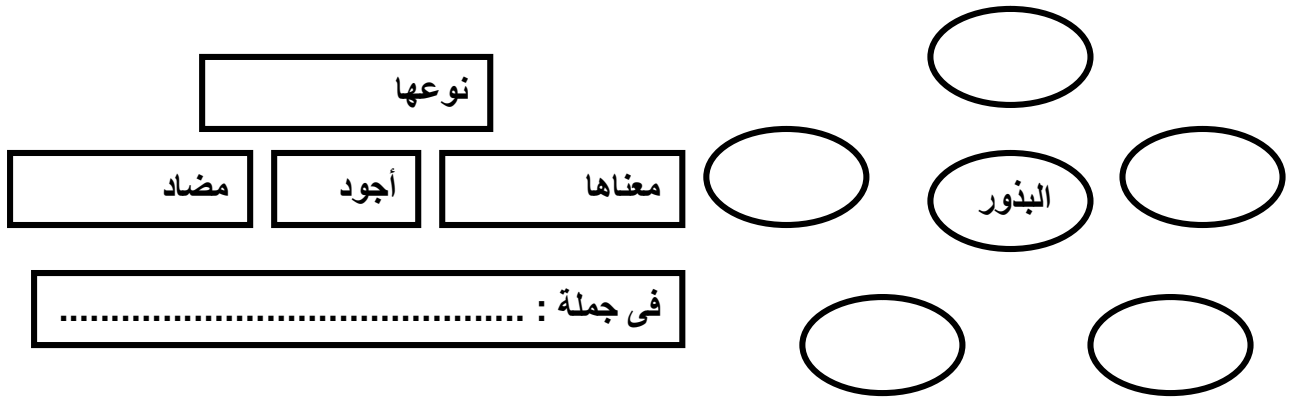 نوعها
معناها أجود مضاد
البذور
فى جملة : .............................................